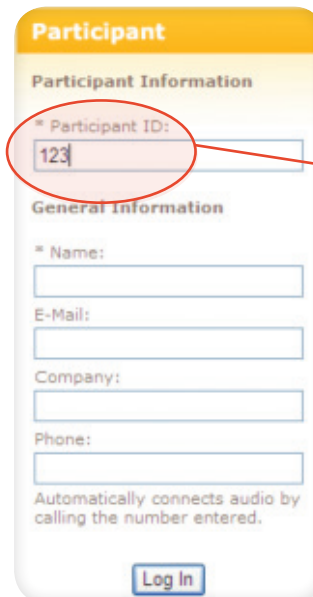 Participant
Participant Information
* Participant ID:
123
General Information
* Name:
E-Mail:
Company:
Phone:
Automatically connects audio by
calling the number entered.
Log In